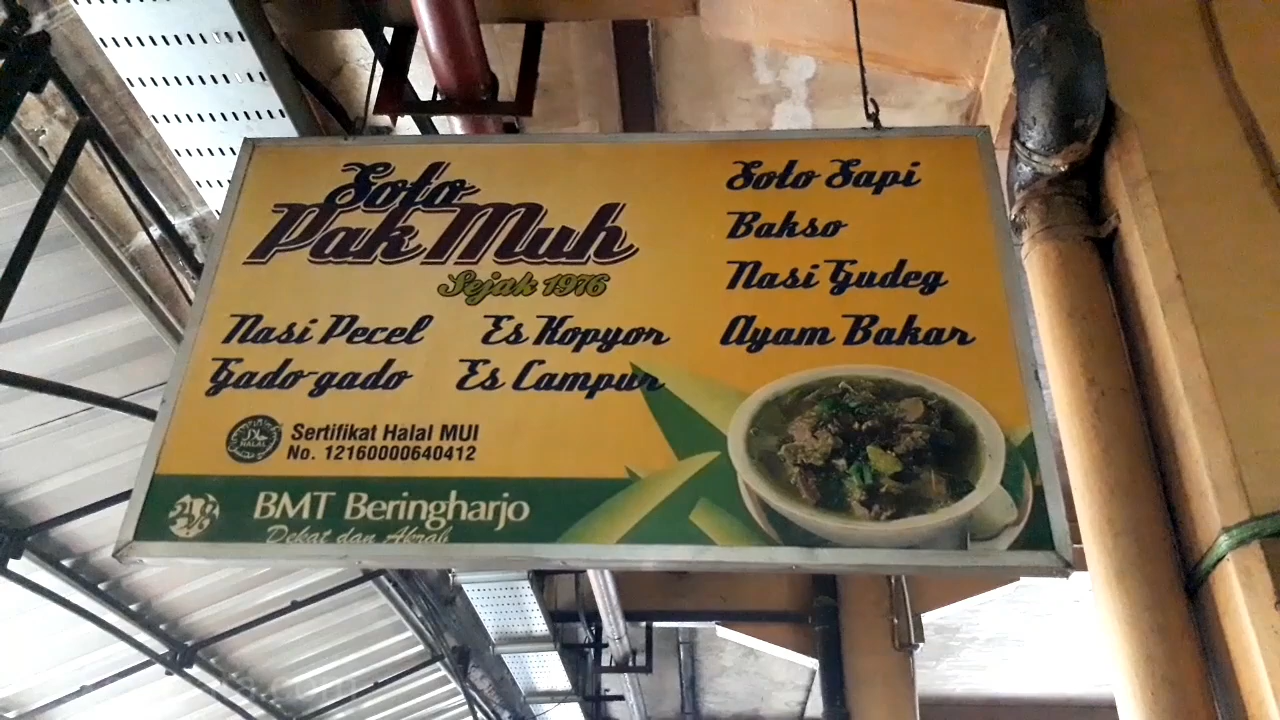 Soto
Pak Muh
Sejak 1976
Nasi Pecel
Es Kopyor
Gado-gado
Es Campur
Soto Sapi
Bakso
Nasi Gudeg
Ayam Bakar
HALAL
Sertifikat Halal MUI
No. 12160000640412
BMT Beringharjo
Dekat dan Akrab